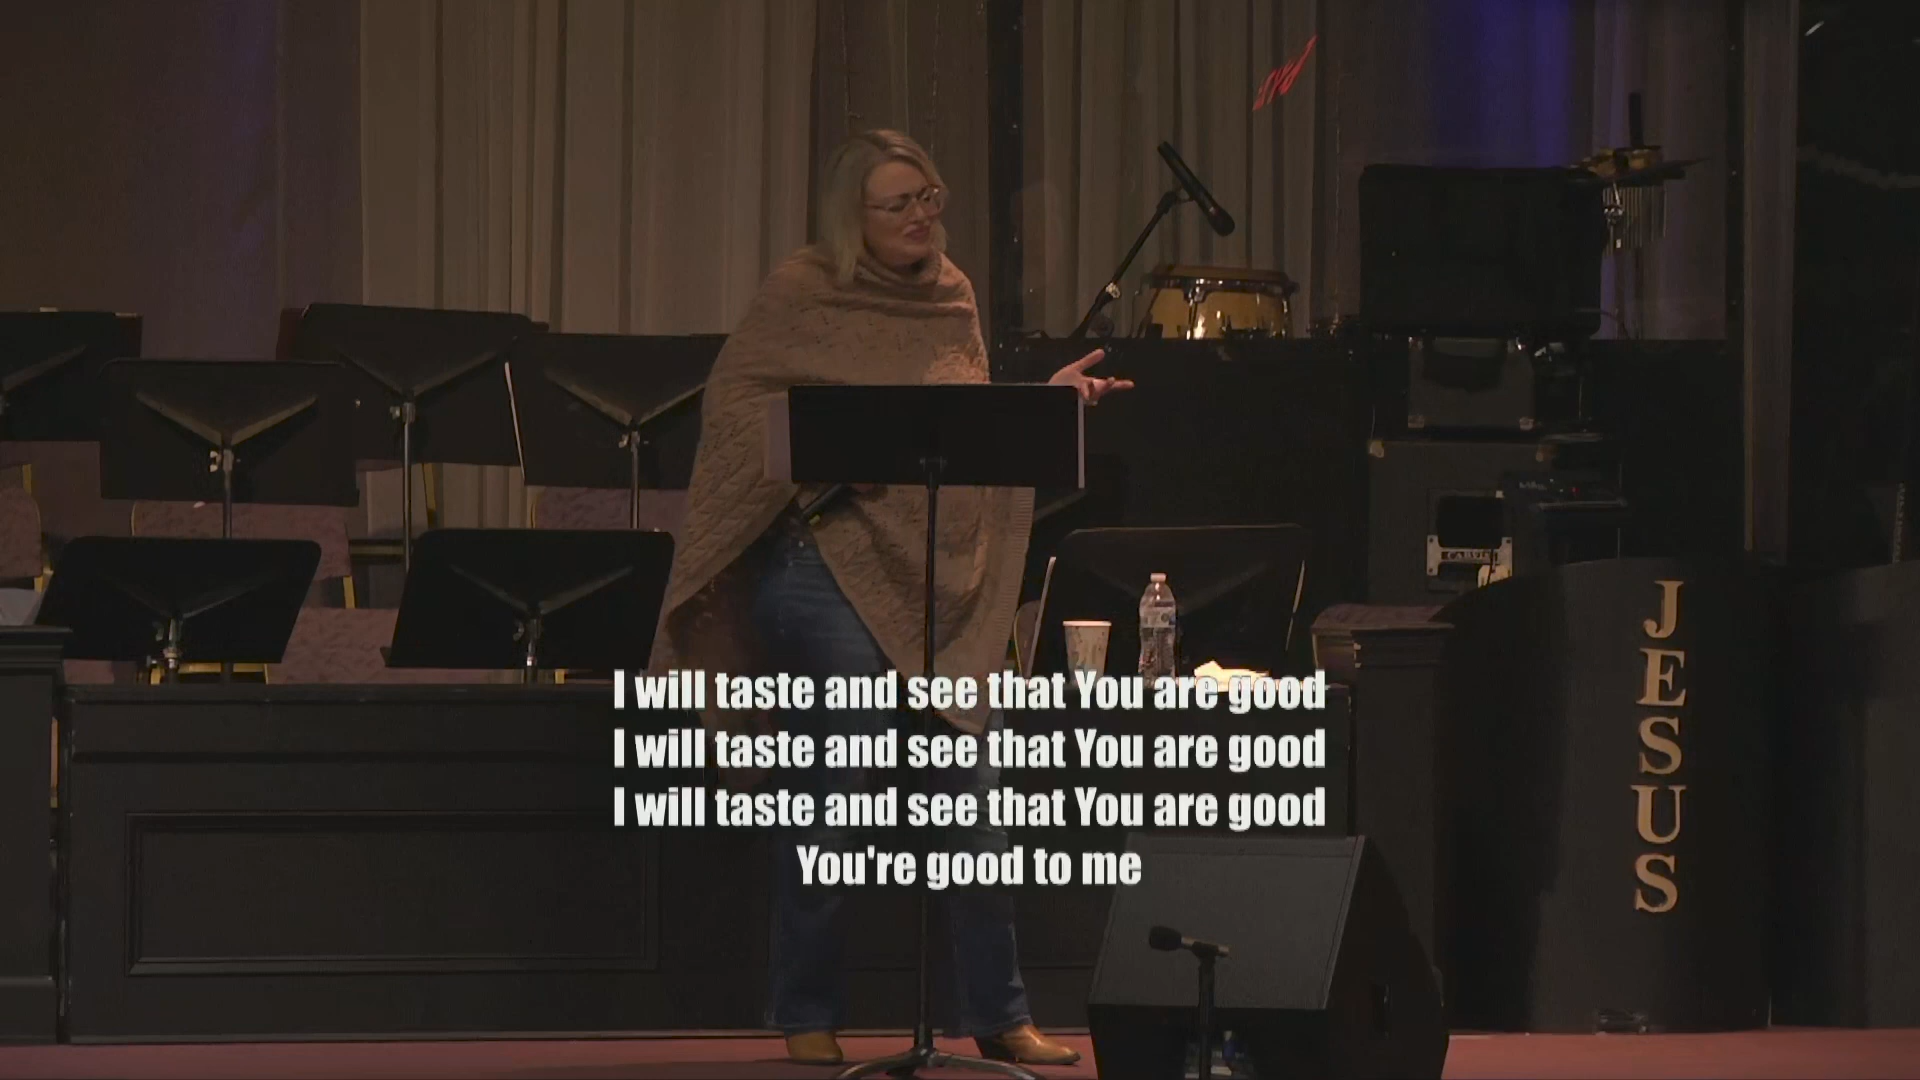 I will taste and see that You are good
I will taste and see that You are good
I will taste and see that You are good
You're good to me
JESUS
CARVIN